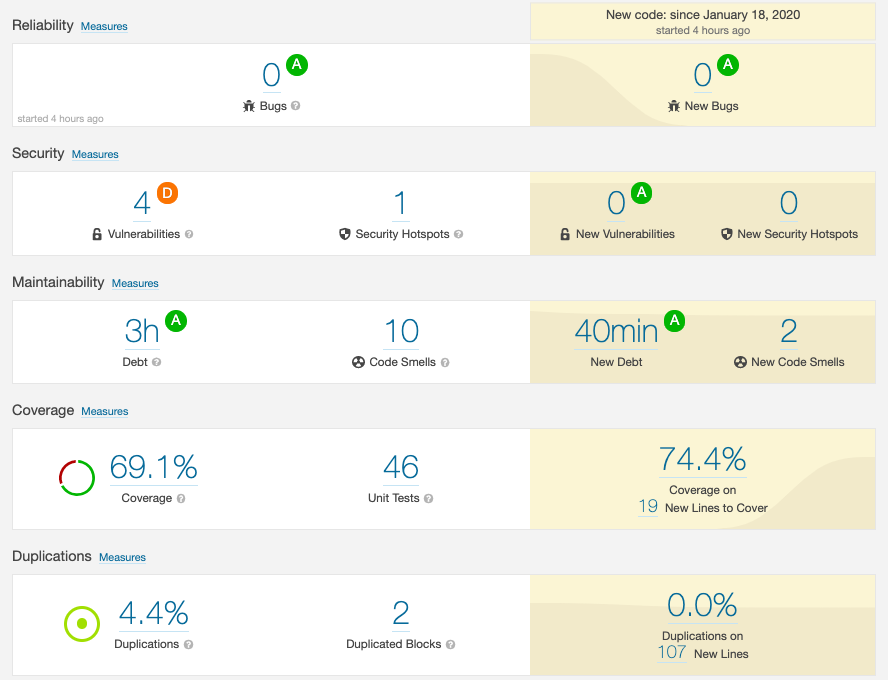 Reliability Measures
New code: since January 18, 2020
started 4 hours ago
0 A
Bugs ?
started 4 hours ago
0 A
New Bugs
Security Measures
4 D
Vulnerabilities ?
1
Security Hotspots ?
0 A
New Vulnerabilities
0
New Security Hotspots
Maintainability Measures
3h A
Debt ?
10
Code Smells ?
40min A
New Debt
2
New Code Smells
Coverage Measures
69.1%
Coverage ?
46
Unit Tests ?
74.4%
Coverage on
19 New Lines to Cover
Duplications Measures
4.4%
Duplications ?
2
Duplicated Blocks ?
0.0%
Duplications on
107 New Lines